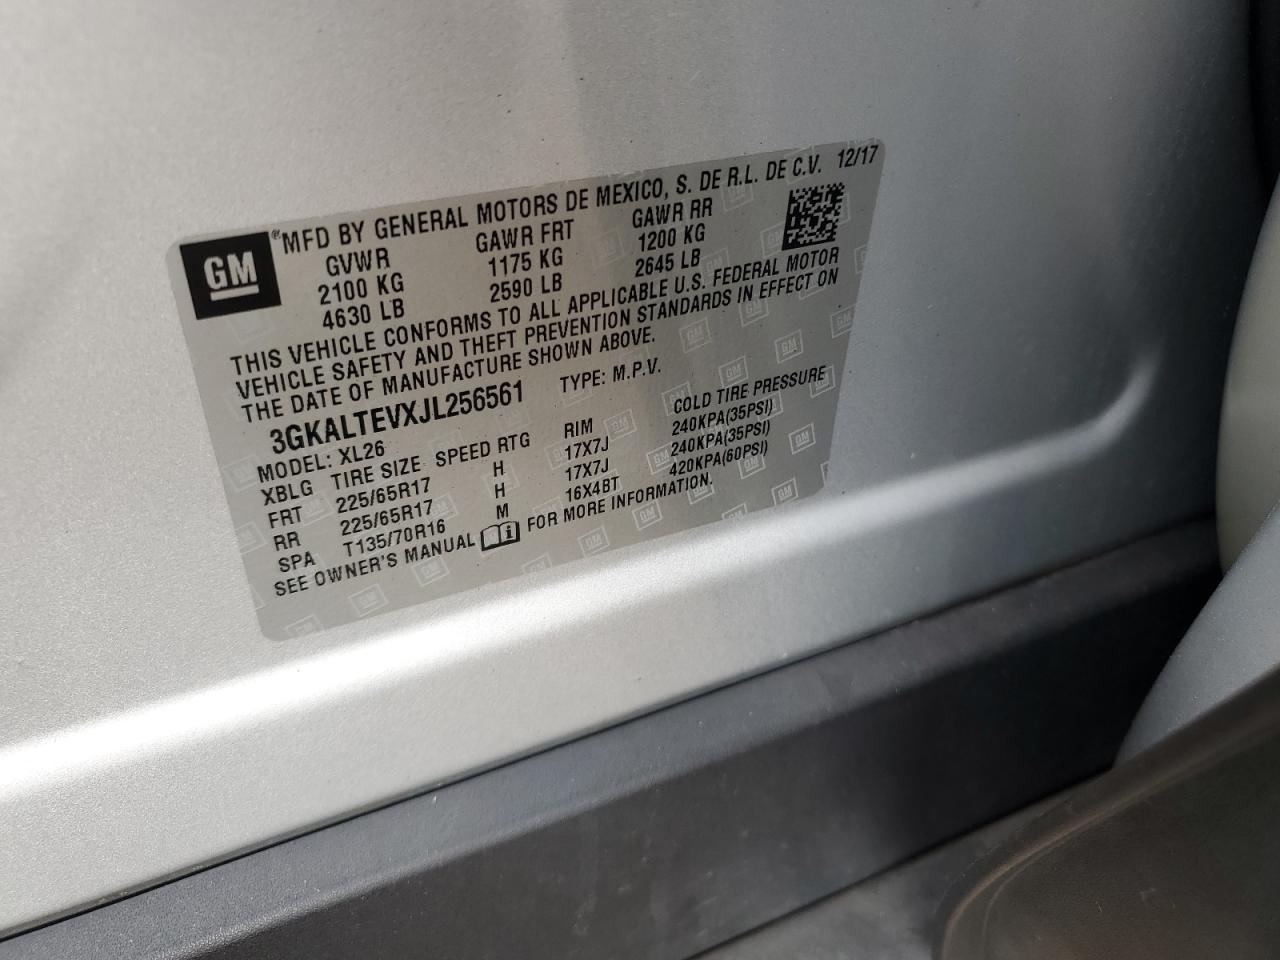 GM
®MFD BY GENERAL MOTORS DE MEXICO, S. DE R.L. DE C.V. 12/17
GVWR GAWR FRT GAWR RR
2100 KG 1175 KG 1200 KG
4630 LB 2590 LB 2645 LB
THIS VEHICLE CONFORMS TO ALL APPLICABLE U.S. FEDERAL MOTOR
VEHICLE SAFETY AND THEFT PREVENTION STANDARDS IN EFFECT ON
THE DATE OF MANUFACTURE SHOWN ABOVE.
3GKALTEVXJL256561 TYPE: M.P.V.
MODEL: XL26
XBLG TIRE SIZE SPEED RTG RIM COLD TIRE PRESSURE
FRT 225/65R17 H 17X7J 240KPA(35PSI)
RR 225/65R17 H 17X7J 240KPA(35PSI)
SPA T135/70R16 M 16X4BT 420KPA(60PSI)
SEE OWNER'S MANUAL i FOR MORE INFORMATION.